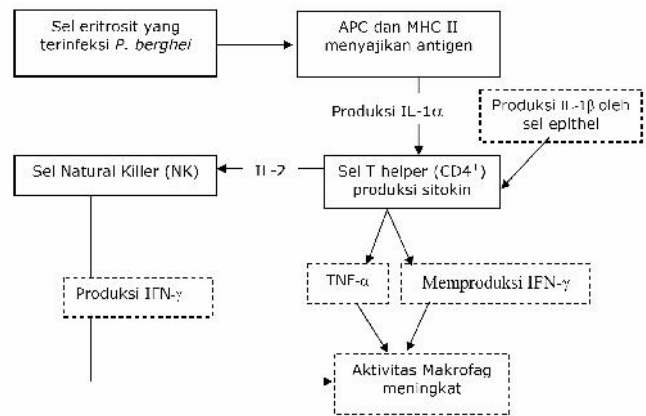 Sel eritrosit yang
terinfeksi P. berghei
APC dan MHC II
menyajikan antigen
Produksi IL-1α
Produksi IL-1β oleh
sel epithel
Sel Natural Killer (NK)
IL-2
Sel T helper (CD4⁺)
produksi sitokin
Produksi IFN-γ
TNF-α
Memproduksi IFN-γ
Aktivitas Makrofag
meningkat